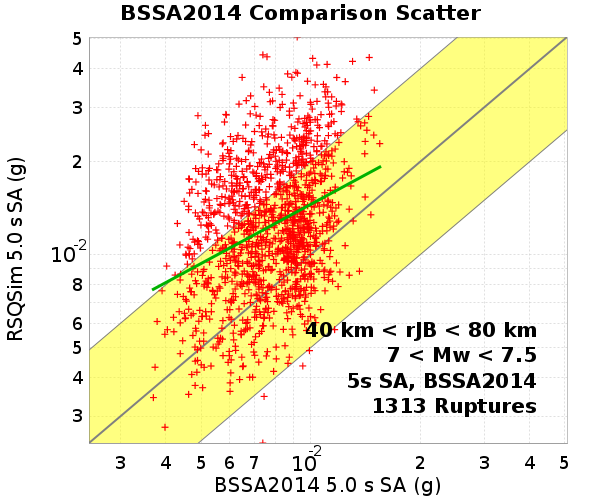 BSSA2014 Comparison Scatter
RSQSim 5.0 s SA (g)
5
4
3
2
10-2
8
6
5
4
3
40 km < rJB < 80 km
7 < Mw < 7.5
5s SA, BSSA2014
1313 Ruptures
3 4 5 6 7 10-2 2 3 4 5
BSSA2014 5.0 s SA (g)